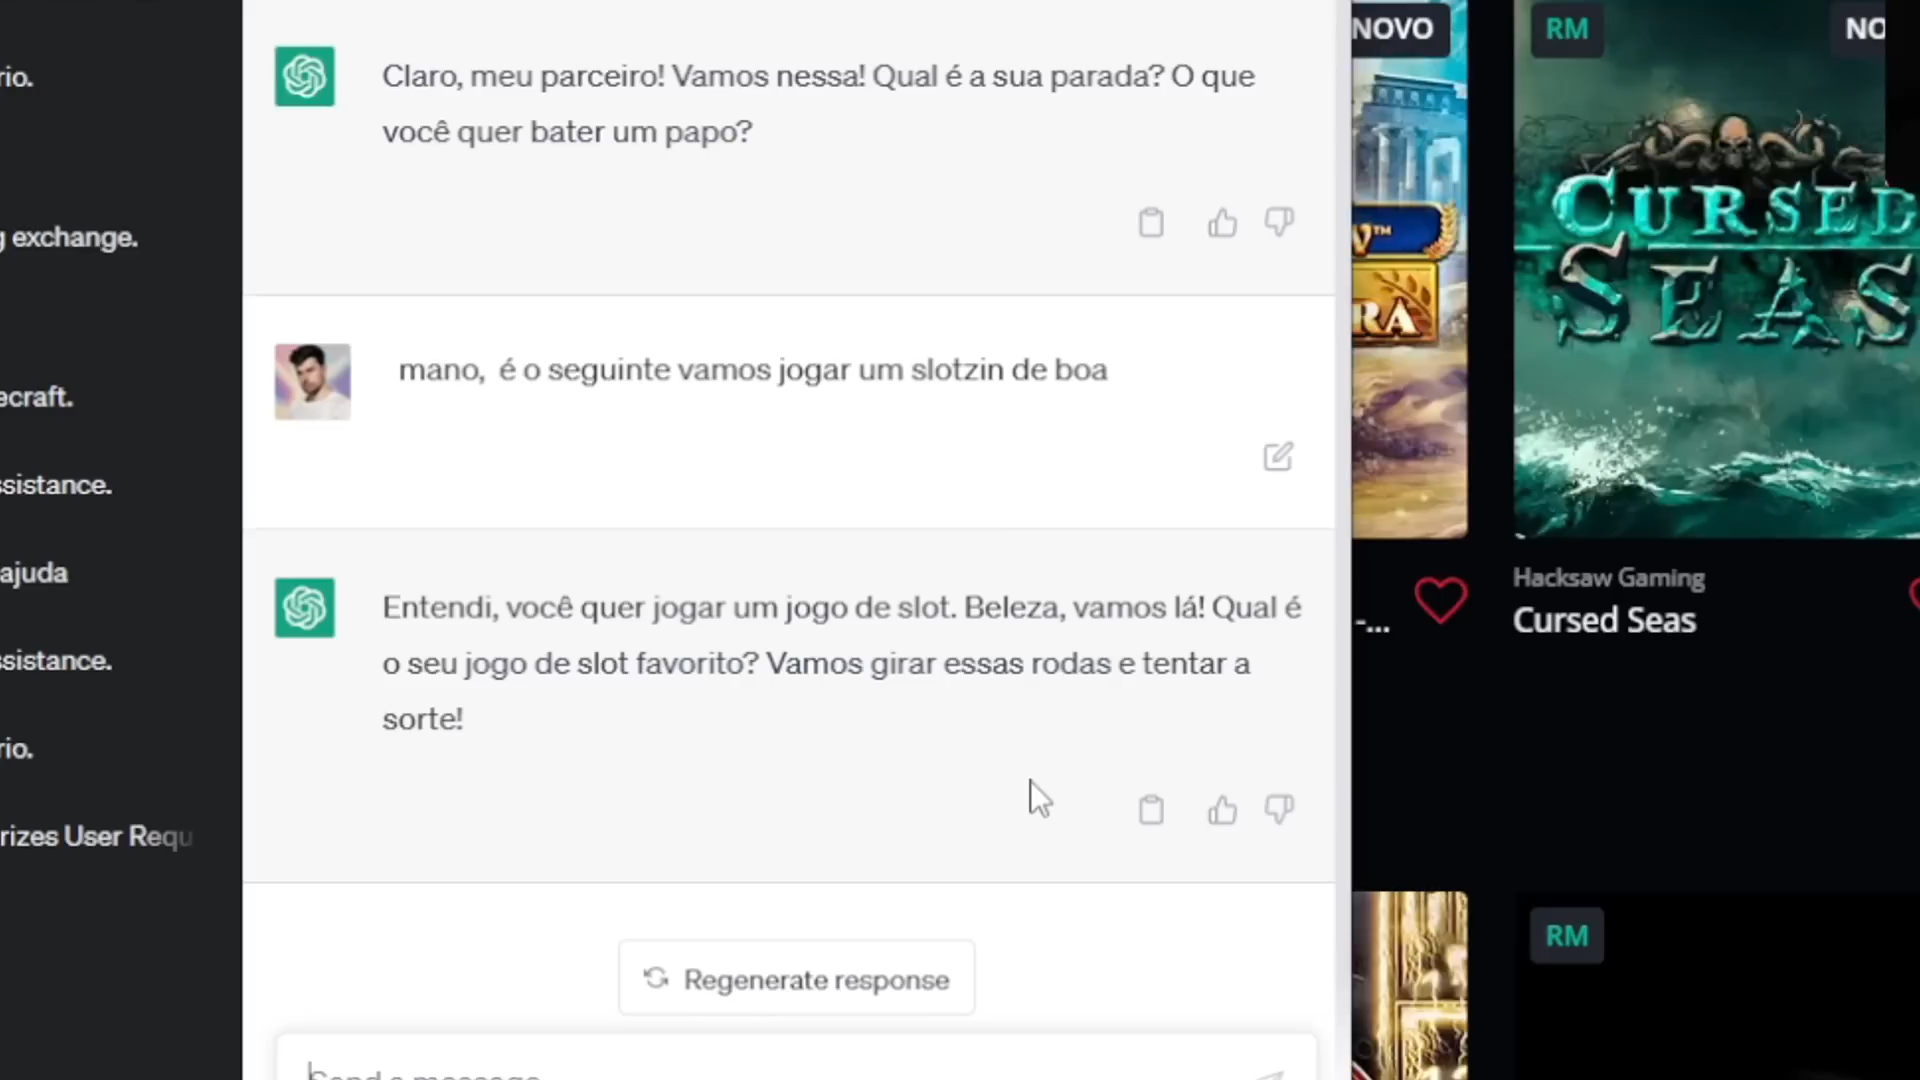 rio.
exchange.
ecraft.
ssistance.
ajuda
ssistance.
rio.
rizes User Requ
Claro, meu parceiro! Vamos nessa! Qual é a sua parada? O que
você quer bater um papo?
mano,  é o seguinte vamos jogar um slotzin de boa
Entendi, você quer jogar um jogo de slot. Beleza, vamos lá! Qual é
o seu jogo de slot favorito? Vamos girar essas rodas e tentar a
sorte!
Regenerate response
Send a message
NOVO
RM
NO
CURSED
SEAS
RA
Hacksaw Gaming
-...
Cursed Seas
RM